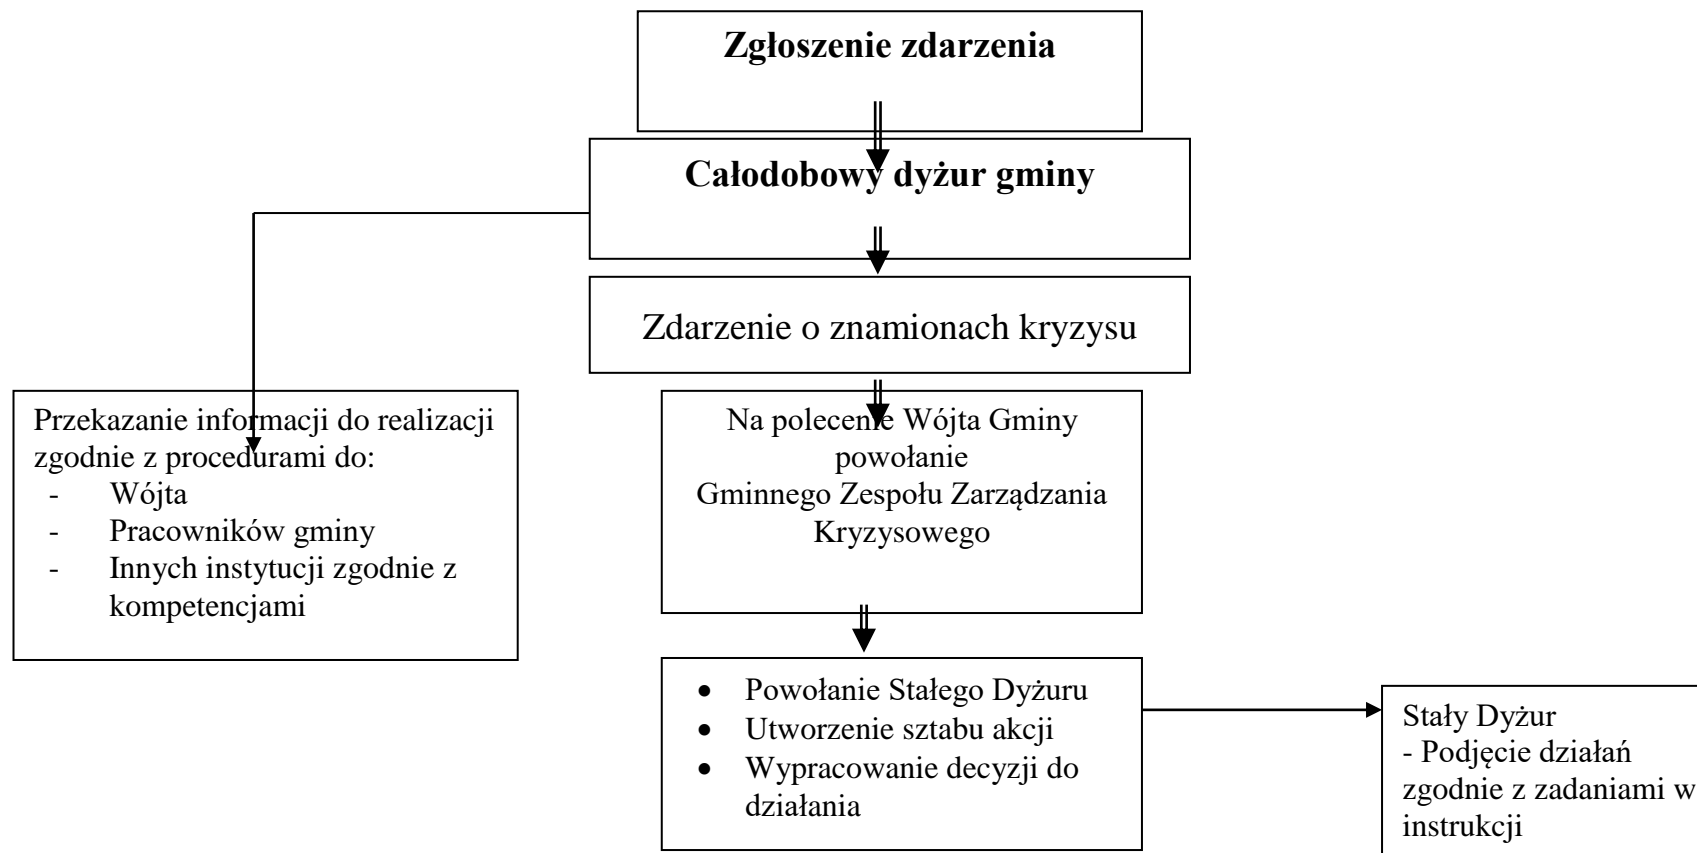 Zgłoszenie zdarzenia
Całodobowy dyżur gminy
Zdarzenie o znamionach kryzysu
Przekazanie informacji do realizacji
zgodnie z procedurami do:
- Wójta
- Pracowników gminy
- Innych instytucji zgodnie z
kompetencjami
Na polecenie Wójta Gminy
powołanie
Gminnego Zespołu Zarządzania
Kryzysowego
• Powołanie Stałego Dyżuru
• Utworzenie sztabu akcji
• Wypracowanie decyzji do
działania
Stały Dyżur
- Podjęcie działań
zgodnie z zadaniami w
instrukcji